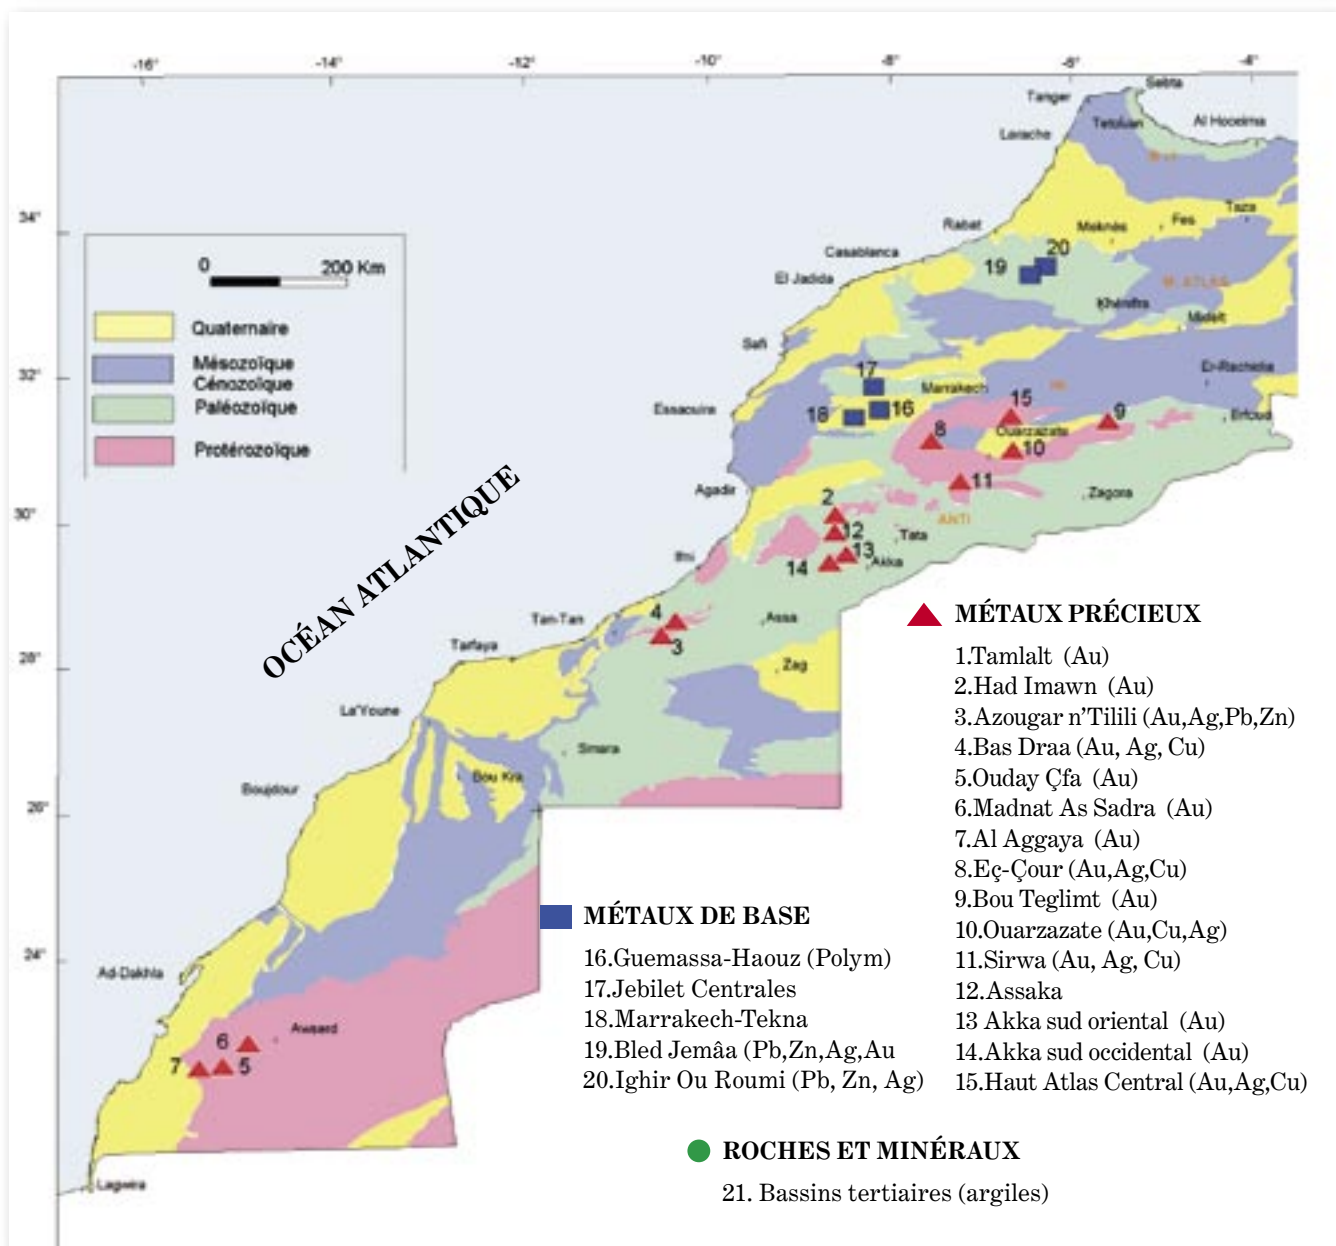 -16°
-14°
-12°
-10°
-8°
-6°
-4°
34°
32°
30°
28°
26°
24°
0 200 Km
Quaternaire
Mésozoïque
Cénozoïque
Paléozoïque
Protérozoïque
OCÉAN ATLANTIQUE
Sebta
Tanger
Tetouan
Al Hoceima
Larache
Taza
Fes
Meknès
Rabat
Casablanca
20
19
El Jadida
M. ATLAS
Khénifra
Midelt
Safi
17
Er-Rachidia
Marrakech
Essaouira
18
16
15
9
Erfoud
8
Ouarzazate
10
11
Agadir
Zagora
2
ANTI
12
Tata
13
14
Akka
Ifni
4
Tan-Tan
Assa
3
Tarfaya
Zag
La'Youne
Smara
Bou Kra
Boujdour
Ad-Dakhla
Awserd
6
7
5
Lagwira
MÉTAUX PRÉCIEUX
1.Tamlalt (Au)
2.Had Imawn (Au)
3.Azougar n'Tilili (Au,Ag,Pb,Zn)
4.Bas Draa (Au, Ag, Cu)
5.Ouday Çfa (Au)
6.Madnat As Sadra (Au)
7.Al Aggaya (Au)
8.Eç-Çour (Au,Ag,Cu)
9.Bou Teglimt (Au)
10.Ouarzazate (Au,Cu,Ag)
11.Sirwa (Au, Ag, Cu)
12.Assaka
13 Akka sud oriental (Au)
14.Akka sud occidental (Au)
15.Haut Atlas Central (Au,Ag,Cu)
MÉTAUX DE BASE
16.Guemassa-Haouz (Polym)
17.Jebilet Centrales
18.Marrakech-Tekna
19.Bled Jemâa (Pb,Zn,Ag,Au
20.Ighir Ou Roumi (Pb, Zn, Ag)
ROCHES ET MINÉRAUX
21. Bassins tertiaires (argiles)